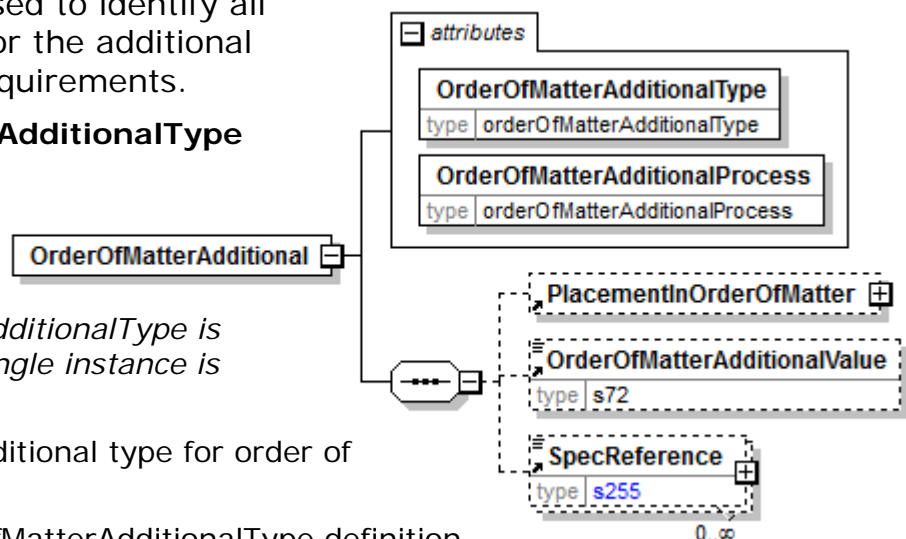 sed to identify all
or the additional
quirements.
AdditionalType
dditionalType is
ngle instance is
ditional type for order of
fMatterAdditionalType definition
attributes
OrderOfMatterAdditionalType
type orderOfMatterAdditionalType
OrderOfMatterAdditionalProcess
type orderOfMatterAdditionalProcess
OrderOfMatterAdditional
PlacementInOrderOfMatter
OrderOfMatterAdditionalValue
type s72
SpecReference
type s255
0..∞